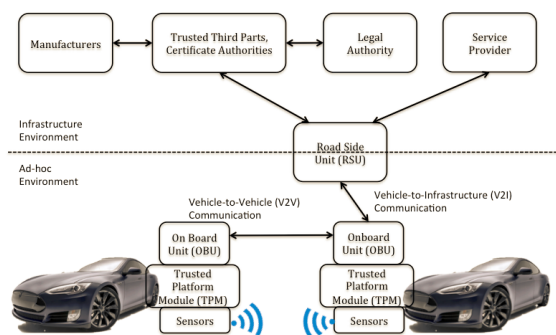 Manufacturers
Trusted Third Parts,
Certificate Authorities
Legal
Authority
Service
Provider
Infrastructure
Environment
Road Side
Unit (RSU)
Ad-hoc
Environment
Vehicle-to-Vehicle (V2V)
Communication
Vehicle-to-Infrastructure (V2I)
Communication
On Board
Unit (OBU)
Onboard
Unit (OBU)
Trusted
Platform
Module (TPM)
Trusted
Platform
Module (TPM)
Sensors
Sensors